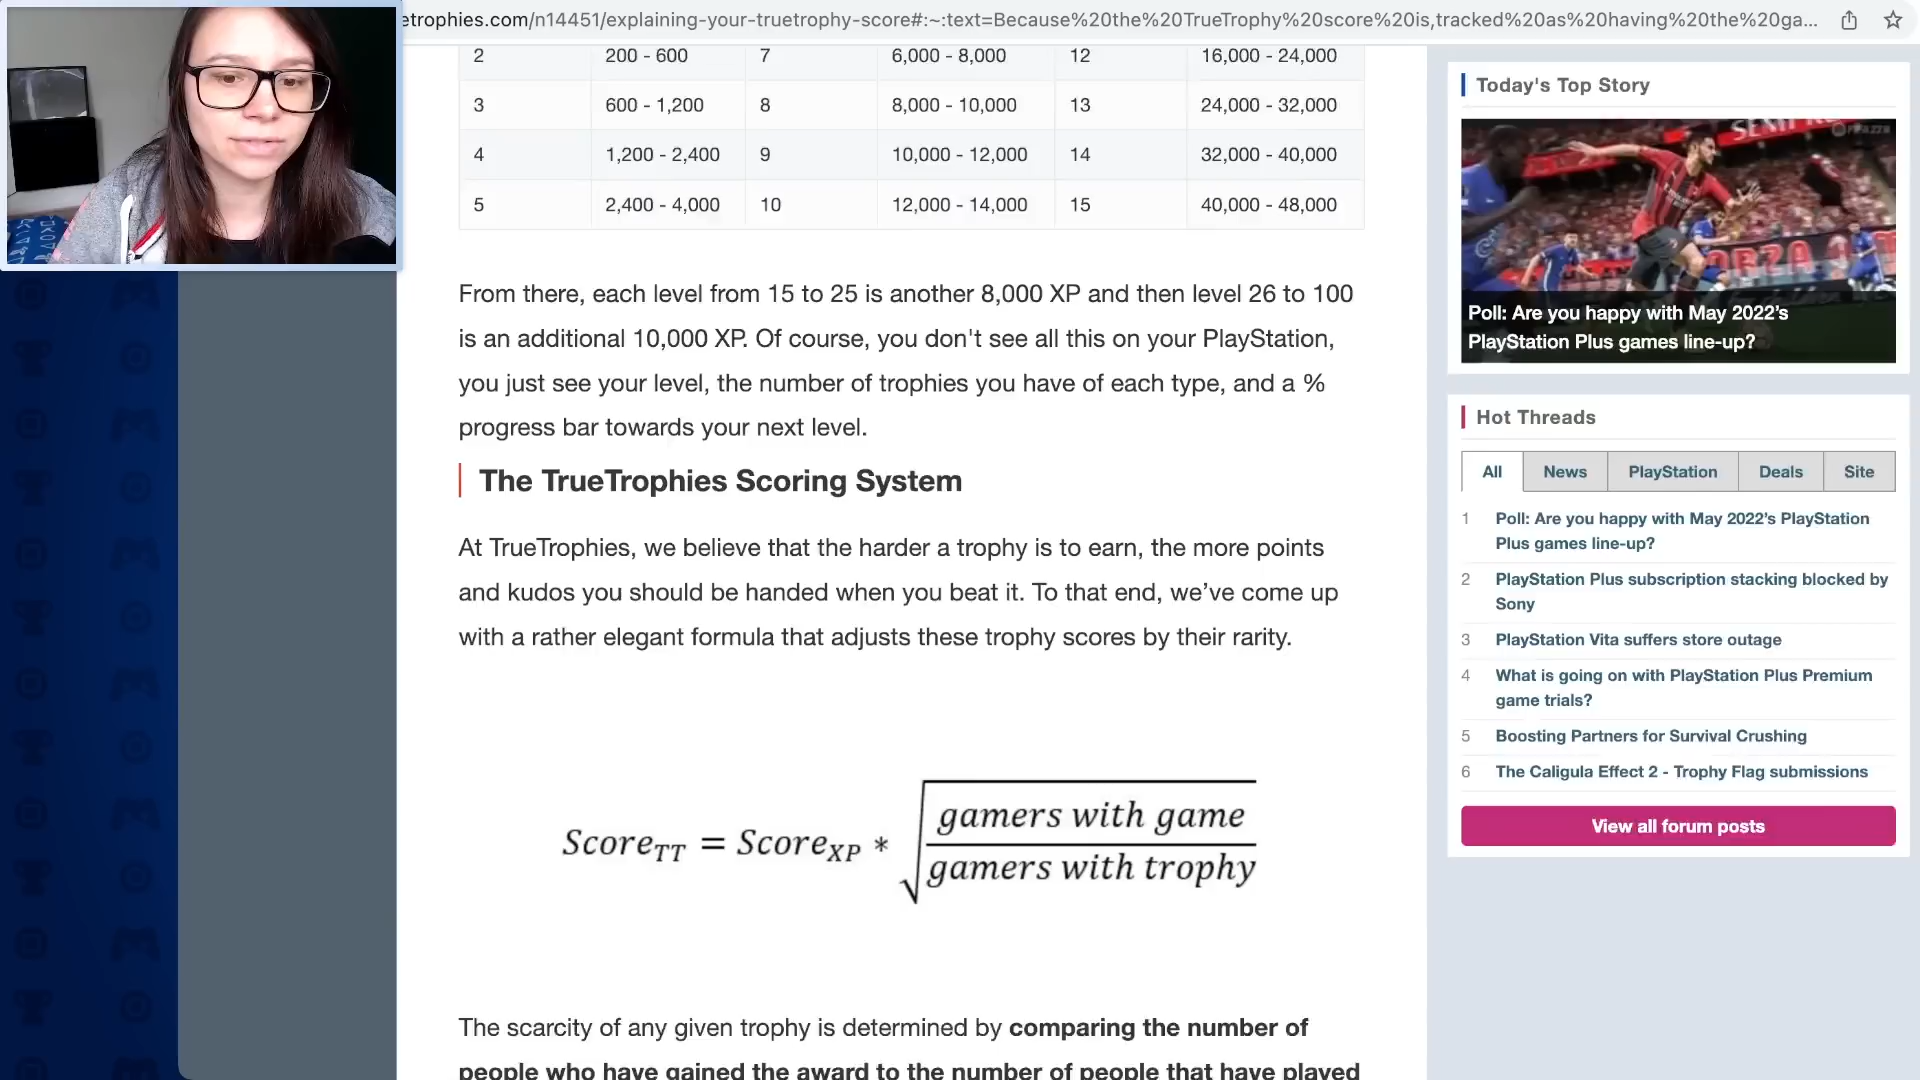 etrophies.com/n14451/explaining-your-truetrophy-score#:~:text=Because%20the%20TrueTrophy%20score%20is,tracked%20as%20having%20the%20ga...
2 200 - 600 7 6,000 - 8,000 12 16,000 - 24,000
3 600 - 1,200 8 8,000 - 10,000 13 24,000 - 32,000
4 1,200 - 2,400 9 10,000 - 12,000 14 32,000 - 40,000
5 2,400 - 4,000 10 12,000 - 14,000 15 40,000 - 48,000
From there, each level from 15 to 25 is another 8,000 XP and then level 26 to 100
is an additional 10,000 XP. Of course, you don't see all this on your PlayStation,
you just see your level, the number of trophies you have of each type, and a %
progress bar towards your next level.
The TrueTrophies Scoring System
At TrueTrophies, we believe that the harder a trophy is to earn, the more points
and kudos you should be handed when you beat it. To that end, we’ve come up
with a rather elegant formula that adjusts these trophy scores by their rarity.
Score_TT = Score_XP * √(gamers with game / gamers with trophy)
The scarcity of any given trophy is determined by comparing the number of
people who have gained the award to the number of people that have played
Today's Top Story
Poll: Are you happy with May 2022’s
PlayStation Plus games line-up?
Hot Threads
All News PlayStation Deals Site
1 Poll: Are you happy with May 2022’s PlayStation
Plus games line-up?
2 PlayStation Plus subscription stacking blocked by
Sony
3 PlayStation Vita suffers store outage
4 What is going on with PlayStation Plus Premium
game trials?
5 Boosting Partners for Survival Crushing
6 The Caligula Effect 2 - Trophy Flag submissions
View all forum posts